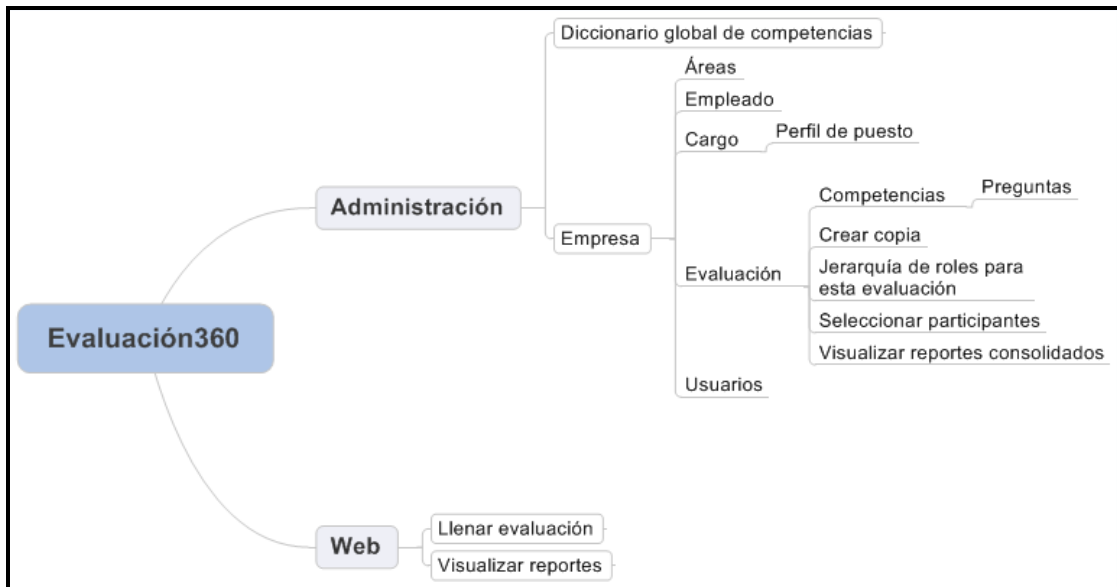 Diccionario global de competencias
Áreas
Empleado
Cargo
Perfil de puesto
Administración
Empresa
Competencias
Preguntas
Crear copia
Evaluación
Jerarquía de roles para
esta evaluación
Seleccionar participantes
Visualizar reportes consolidados
Usuarios
Evaluación360
Web
Llenar evaluación
Visualizar reportes